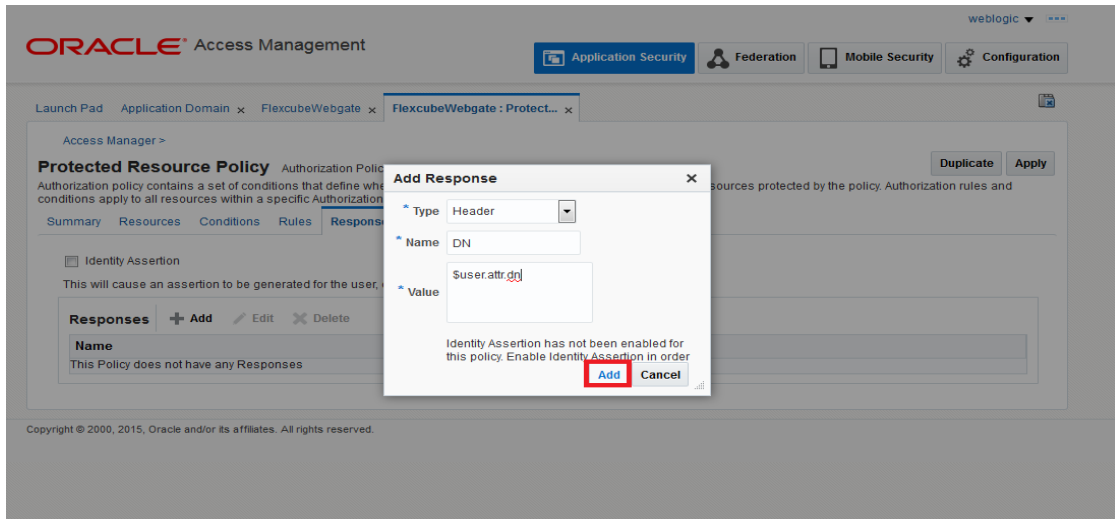 weblogic
ORACLE Access Management
Application Security
Federation
Mobile Security
Configuration
Launch Pad
Application Domain x
FlexcubeWebgate x
FlexcubeWebgate : Protect... x
Access Manager >
Protected Resource Policy Authorization Polic
Duplicate
Apply
Authorization policy contains a set of conditions that define whe
sources protected by the policy. Authorization rules and
conditions apply to all resources within a specific Authorization
Summary Resources Conditions Rules Respons
Identity Assertion
This will cause an assertion to be generated for the user,
Responses Add Edit Delete
Name
This Policy does not have any Responses
Add Response
* Type Header
* Name DN
* Value $user.attr.dn
Identity Assertion has not been enabled for
this policy. Enable Identity Assertion in order
Add Cancel
Copyright © 2000, 2015, Oracle and/or its affiliates. All rights reserved.